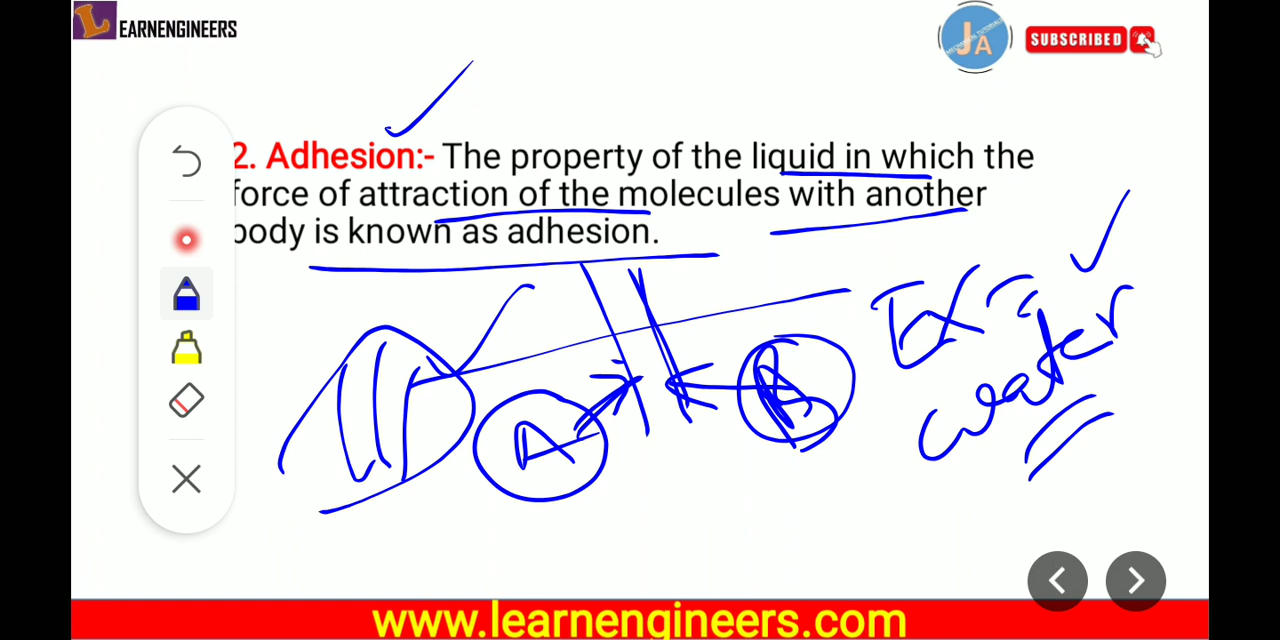 LEARNENGINEERS
JA
SUBSCRIBED
2. Adhesion:- The property of the liquid in which the
force of attraction of the molecules with another
body is known as adhesion.
A
B
water
www.learnengineers.com